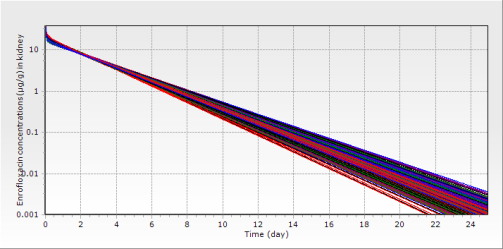 Enrofloxacin concentrations (µg/g) in kidney
10
1
0.1
0.01
0.001
0 2 4 6 8 10 12 14 16 18 20 22 24
Time (day)